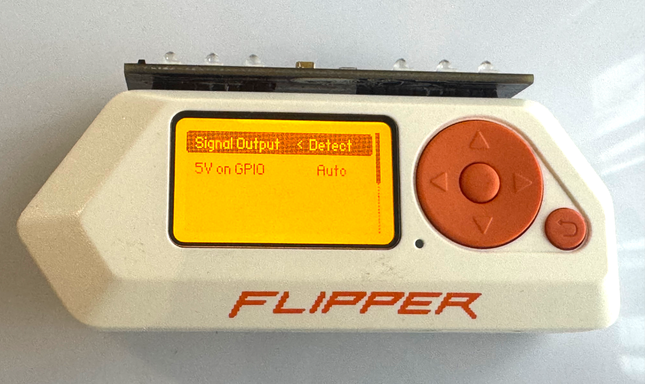 Signal Output < Detect
5V on GPIO Auto
FLIPPER